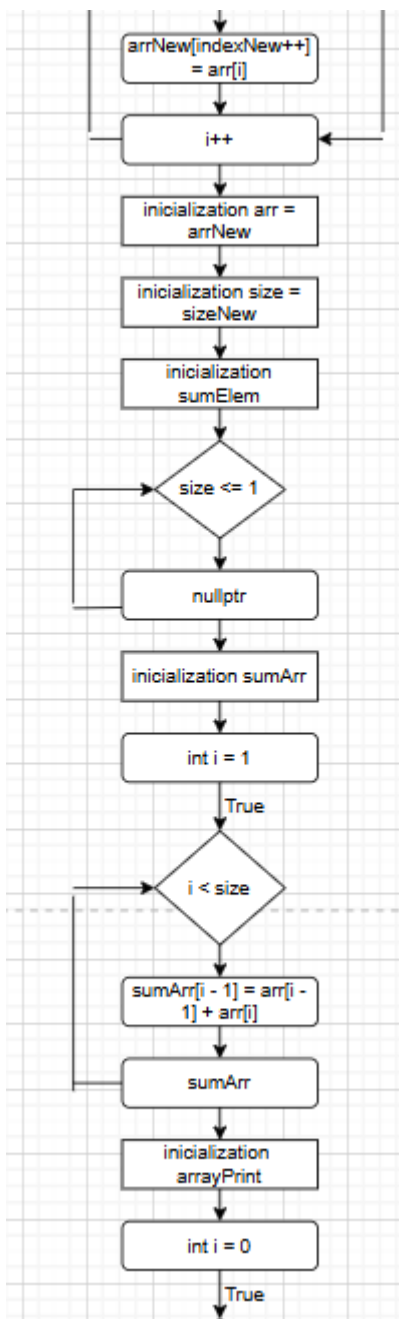 arrNew[indexNew++]
= arr[i]
i++
inicialization arr =
arrNew
inicialization size =
sizeNew
inicialization
sumElem
size <= 1
nullptr
inicialization sumArr
int i = 1
True
i < size
sumArr[i - 1] = arr[i -
1] + arr[i]
sumArr
inicialization
arrayPrint
int i = 0
True